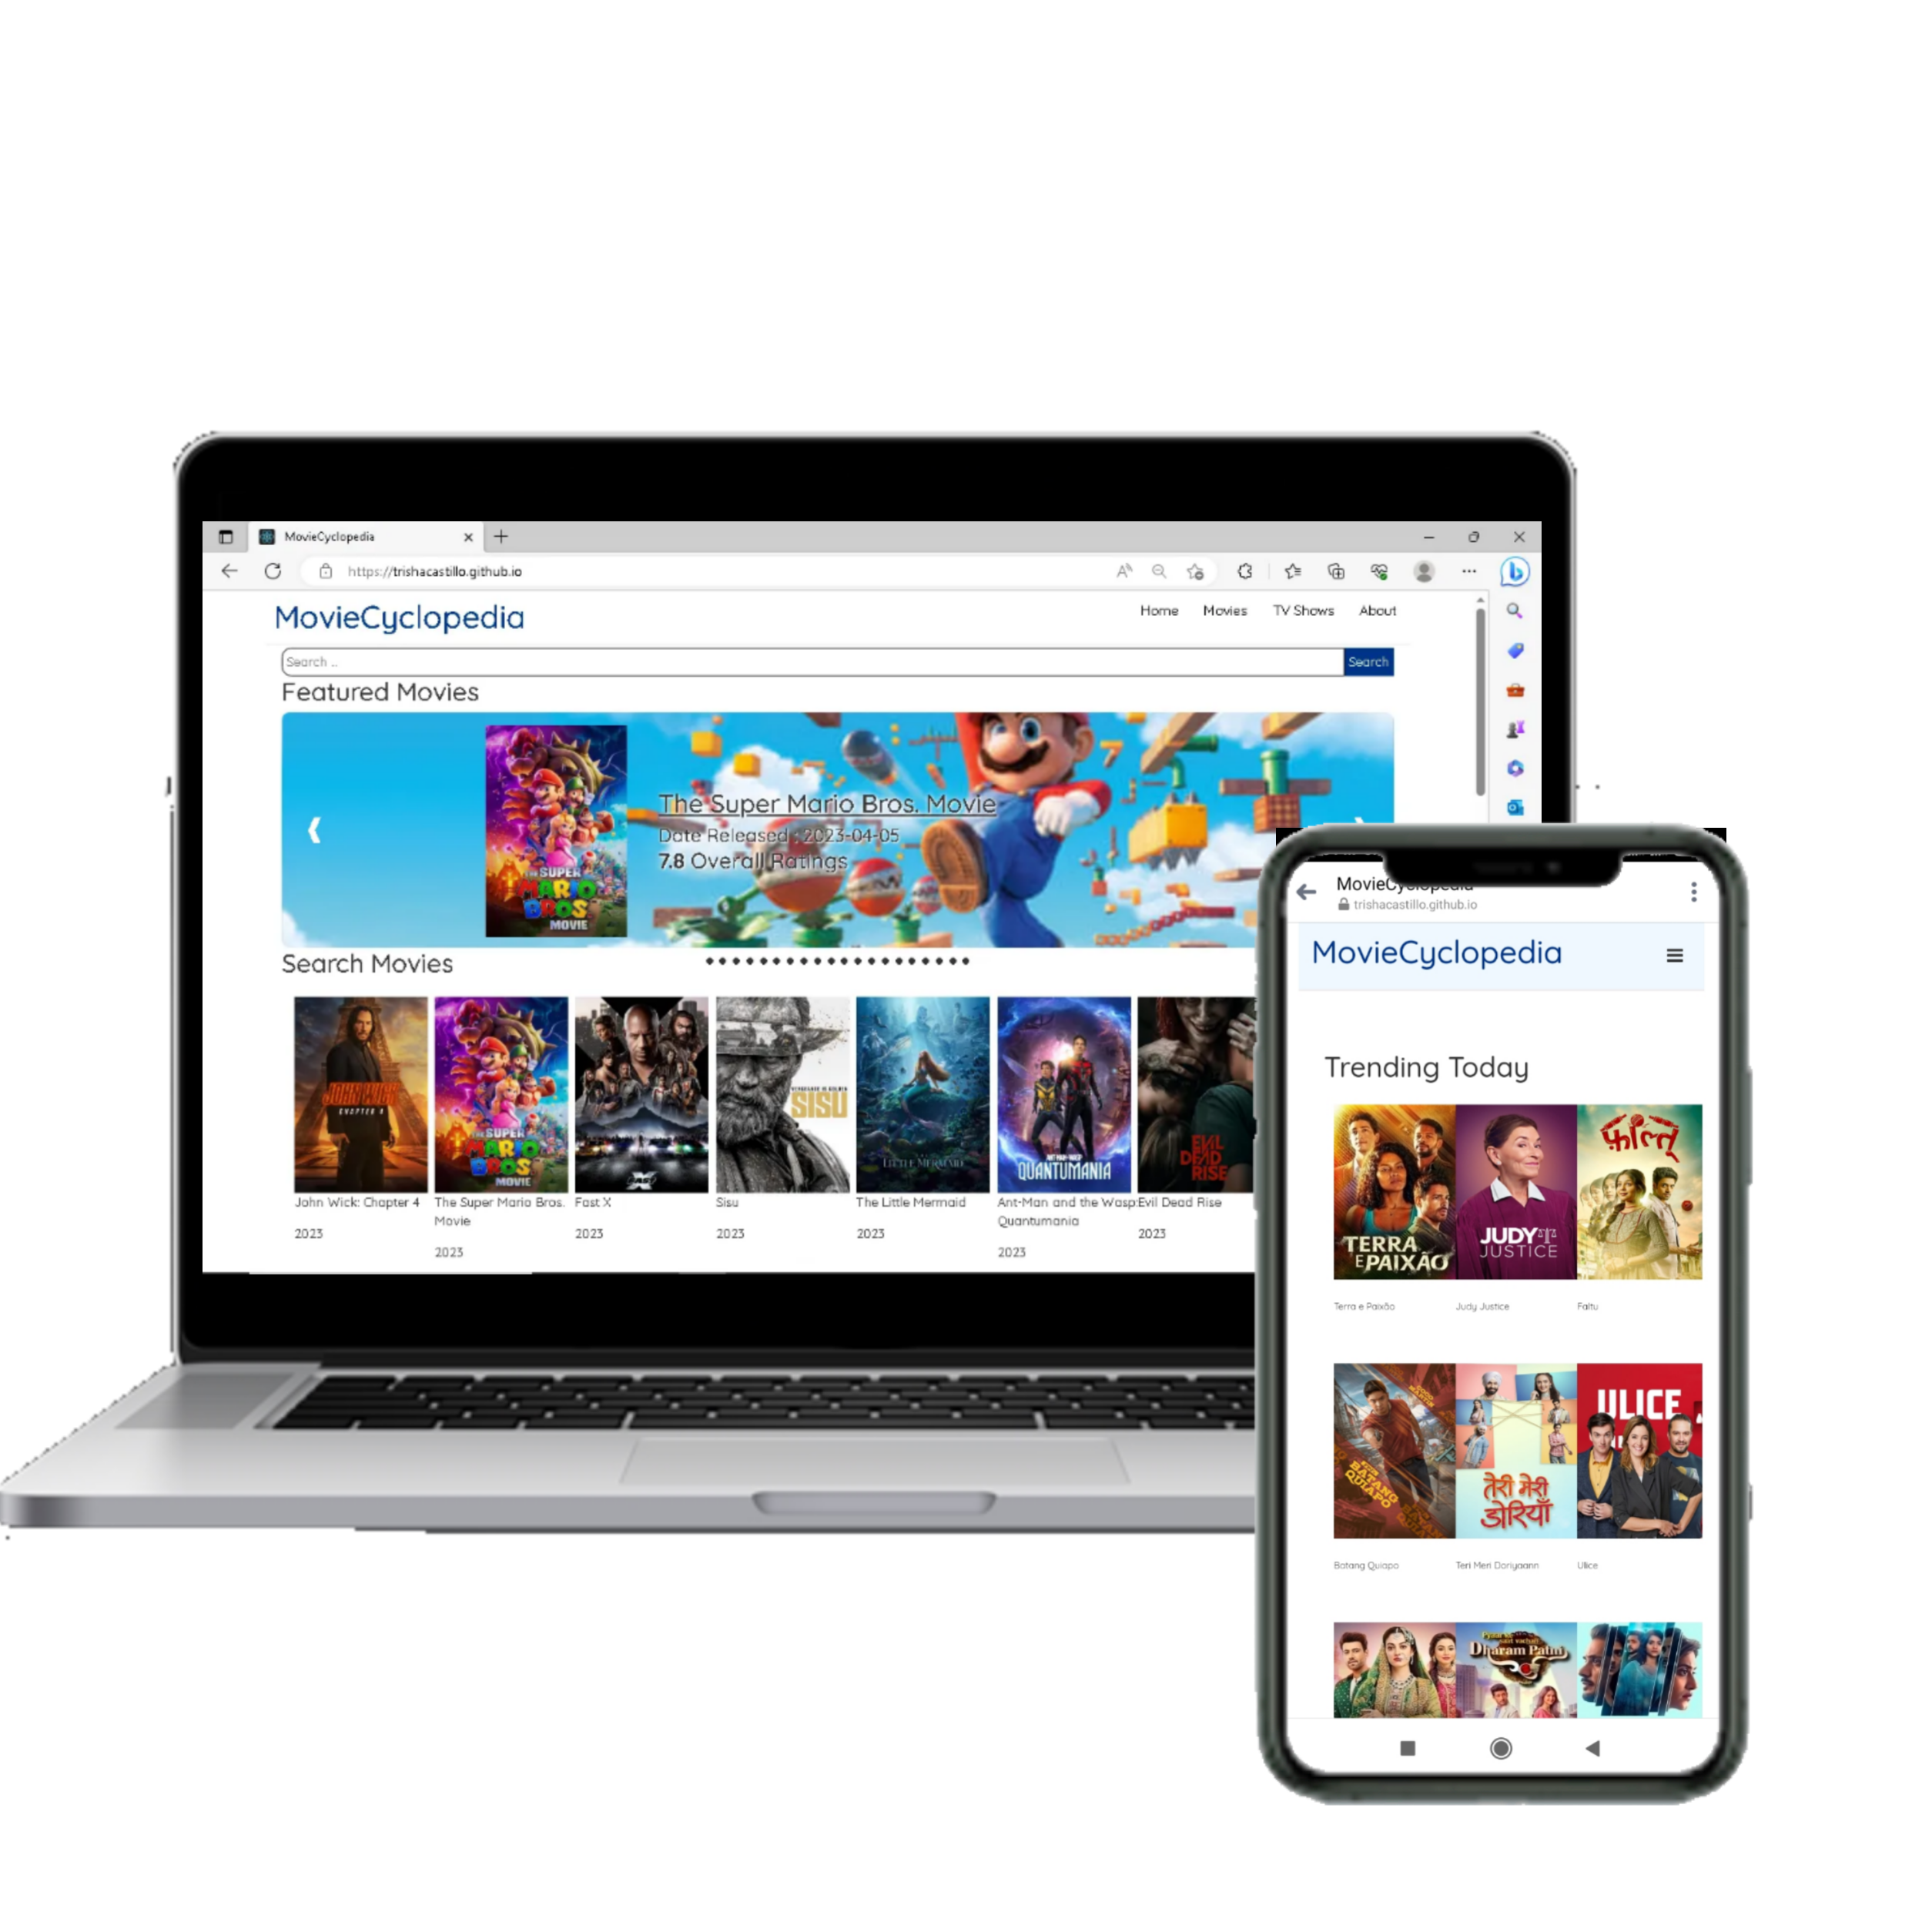 MovieCyclopedia
https://trishacastillo.github.io
MovieCyclopedia
Home Movies TV Shows About
Search ..
Search
Featured Movies
SUPER
MARIO
BROS.
MOVIE
The Super Mario Bros. Movie
Date Released : 2023-04-05
7.8 Overall Ratings
Search Movies
JOHN WICK
CHAPTER 4
SUPER
MARIO
BROS
MOVIE
VENGEANCE IS GOLDEN
SISU
LITTLE MERMAID
QUANTUMANIA
EVIL
DEAD
RISE
John Wick: Chapter 4
2023
The Super Mario Bros.
Movie
2023
Fast X
2023
Sisu
2023
The Little Mermaid
2023
Ant-Man and the Wasp:
Quantumania
2023
Evil Dead Rise
2023
MovieCyclopedia
trishacastillo.github.io
MovieCyclopedia
Trending Today
TERRA
E PAIXÃO
JUDY
JUSTICE
फ़ालतू
Terra e Paixão
Judy Justice
Faltu
BATANG
QUIAPO
तेरी मेरी
डोरियाँ
ULICE
Batang Quiapo
Teri Meri Doriyaann
Ulice
Dharam Patni